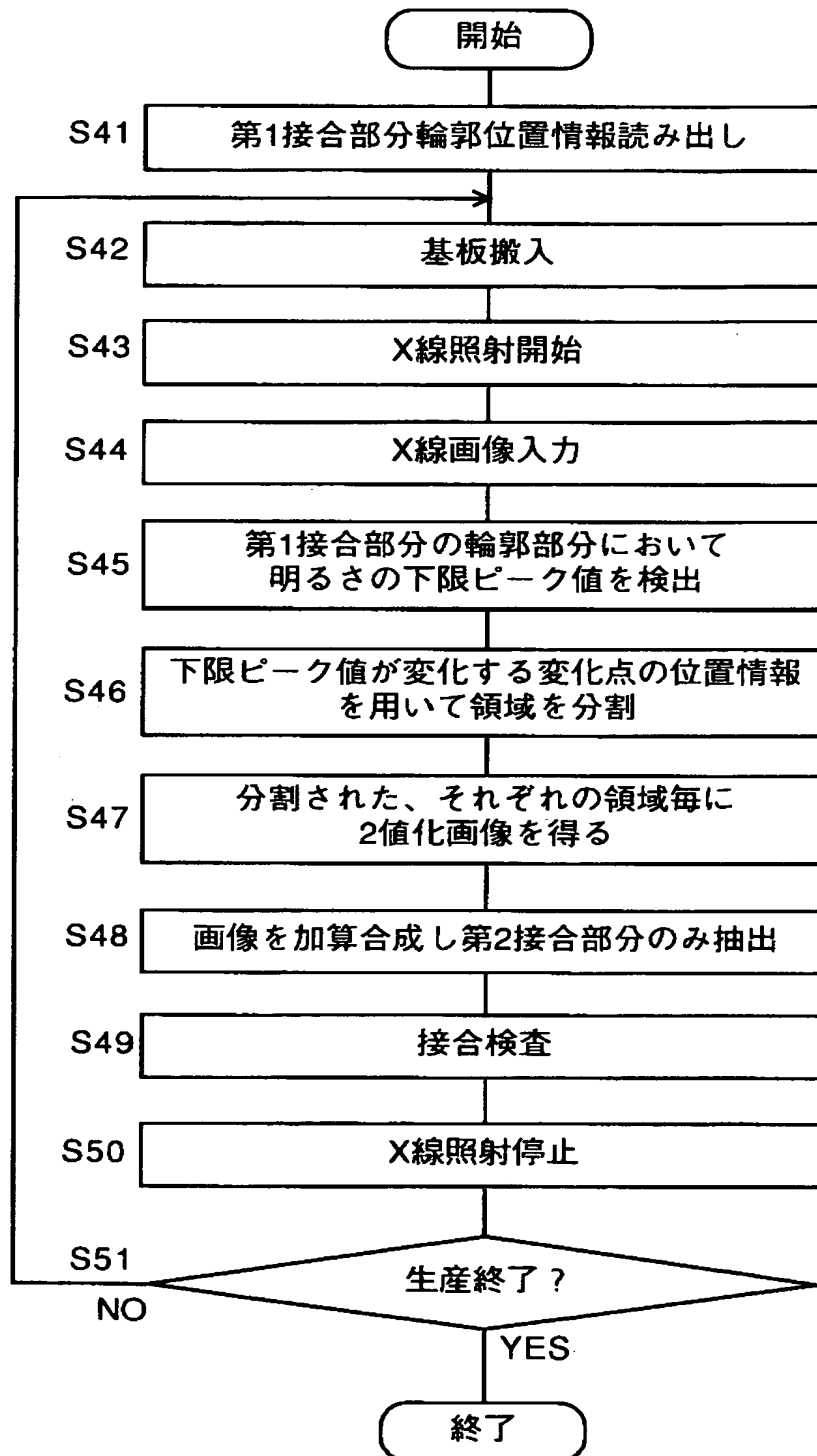 開始
S41
第1接合部分輪郭位置情報読み出し
S42
基板搬入
S43
X線照射開始
S44
X線画像入力
S45
第1接合部分の輪郭部分において
明るさの下限ピーク値を検出
S46
下限ピーク値が変化する変化点の位置情報
を用いて領域を分割
S47
分割された、それぞれの領域毎に
2値化画像を得る
S48
画像を加算合成し第2接合部分のみ抽出
S49
接合検査
S50
X線照射停止
S51
生産終了?
NO
YES
終了